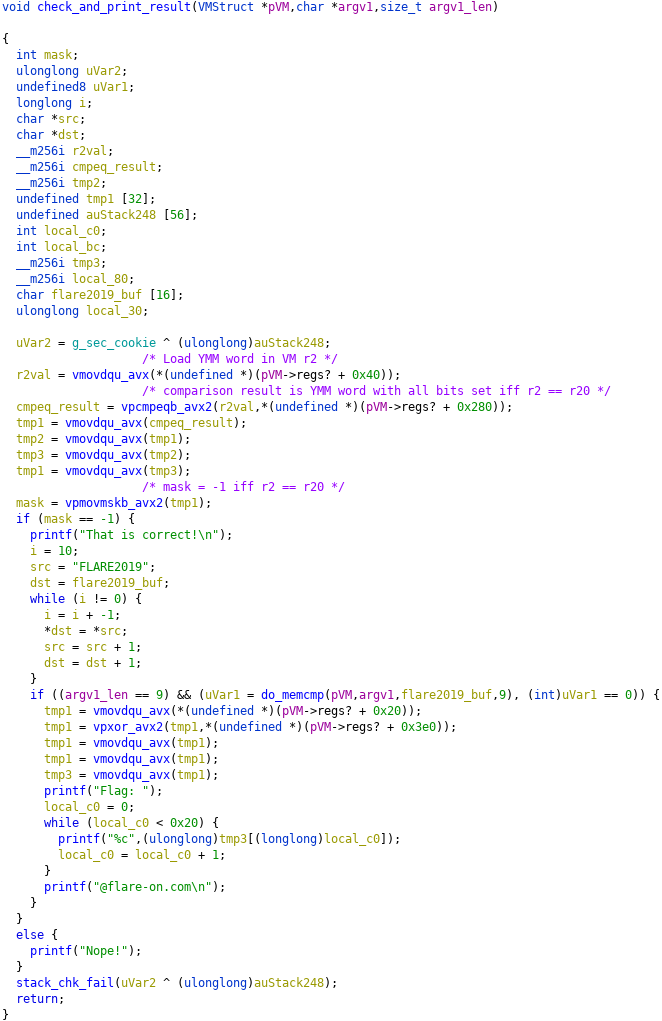 void check_and_print_result(VMStruct *pVM,char *argv1,size_t argv1_len)
{
int mask;
ulonglong uVar2;
undefined8 uVar1;
longlong i;
char *src;
char *dst;
__m256i r2val;
__m256i cmpeq_result;
__m256i tmp2;
undefined tmp1 [32];
undefined auStack248 [56];
int local_c0;
int local_bc;
__m256i tmp3;
__m256i local_80;
char flare2019_buf [16];
ulonglong local_30;
uVar2 = g_sec_cookie ^ (ulonglong)auStack248;
/* Load YMM word in VM r2 */
r2val = vmovdqu_avx(*(undefined *)(pVM->regs? + 0x40));
/* comparison result is YMM word with all bits set iff r2 == r20 */
cmpeq_result = vpcmpeqb_avx2(r2val,*(undefined *)(pVM->regs? + 0x280));
tmp1 = vmovdqu_avx(cmpeq_result);
tmp2 = vmovdqu_avx(tmp1);
tmp3 = vmovdqu_avx(tmp2);
tmp1 = vmovdqu_avx(tmp3);
/* mask = -1 iff r2 == r20 */
mask = vpmovmskb_avx2(tmp1);
if (mask == -1) {
printf("That is correct!\n");
i = 10;
src = "FLARE2019";
dst = flare2019_buf;
while (i != 0) {
i = i + -1;
*dst = *src;
src = src + 1;
dst = dst + 1;
}
if ((argv1_len == 9) && (uVar1 = do_memcmp(pVM,argv1,flare2019_buf,9), (int)uVar1 == 0)) {
tmp1 = vmovdqu_avx(*(undefined *)(pVM->regs? + 0x20));
tmp1 = vpxor_avx2(tmp1,*(undefined *)(pVM->regs? + 0x3e0));
tmp1 = vmovdqu_avx(tmp1);
tmp1 = vmovdqu_avx(tmp1);
tmp3 = vmovdqu_avx(tmp1);
printf("Flag: ");
local_c0 = 0;
while (local_c0 < 0x20) {
printf("%c",(ulonglong)tmp3[(longlong)local_c0]);
local_c0 = local_c0 + 1;
}
printf("@flare-on.com\n");
}
}
else {
printf("Nope!");
}
stack_chk_fail(uVar2 ^ (ulonglong)auStack248);
return;
}